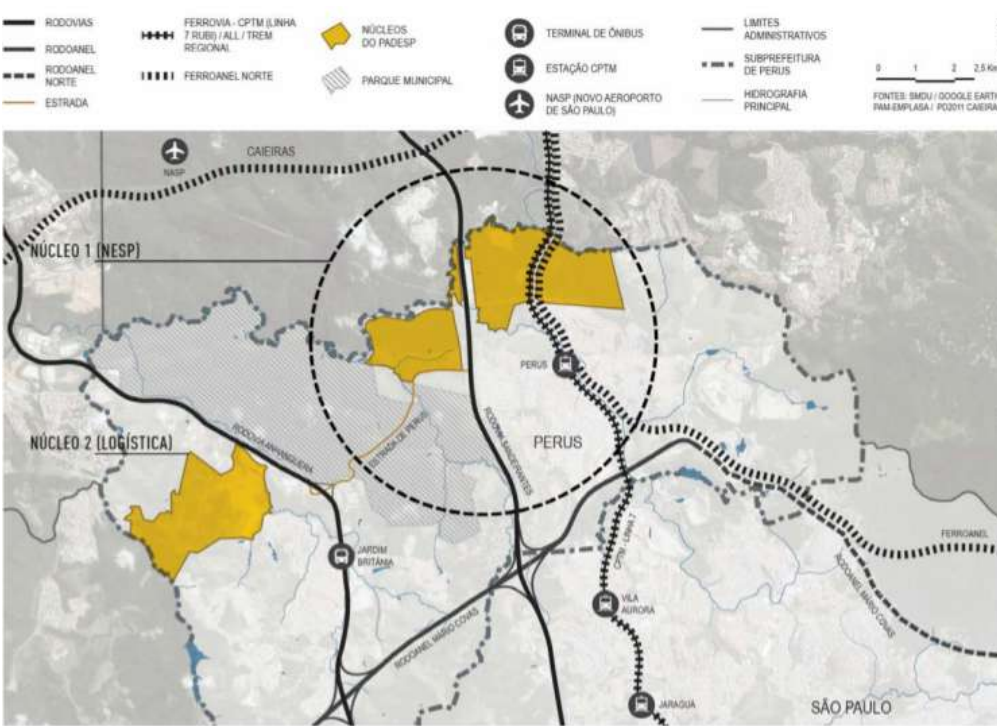 RODOVIAS
RODOANEL
RODOANEL
NORTE
ESTRADA
FERROVIA - CPTM (LINHA
7 RUBI) / ALL / TREM
REGIONAL
FERROANEL NORTE
NÚCLEOS
DO PADESP
PARQUE MUNICIPAL
TERMINAL DE ÔNIBUS
ESTAÇÃO CPTM
NASP (NOVO AEROPORTO
DE SÃO PAULO)
LIMITES
ADMINISTRATIVOS
SUBPREFEITURA
DE PERUS
HIDROGRAFIA
PRINCIPAL
0 1 2 2,5 Km
FONTES: SMDU / GOOGLE EARTH
PAM-EMPLASA / PD2011 CAIEIRA
NASP
CAIEIRAS
NÚCLEO 1 (NESP)
PERUS
NÚCLEO 2 (LOGÍSTICA)
RODOVIA ANHANGUERA
ESTRADA DE PERUS
RODOVIA BANDEIRANTES
PERUS
JARDIM
BRITÂNIA
CPTM - LINHA 7
FERROANEL
RODOANEL MÁRIO COVAS
VILA
AURORA
RODOANEL MÁRIO COVAS
JARAGUÁ
SÃO PAULO